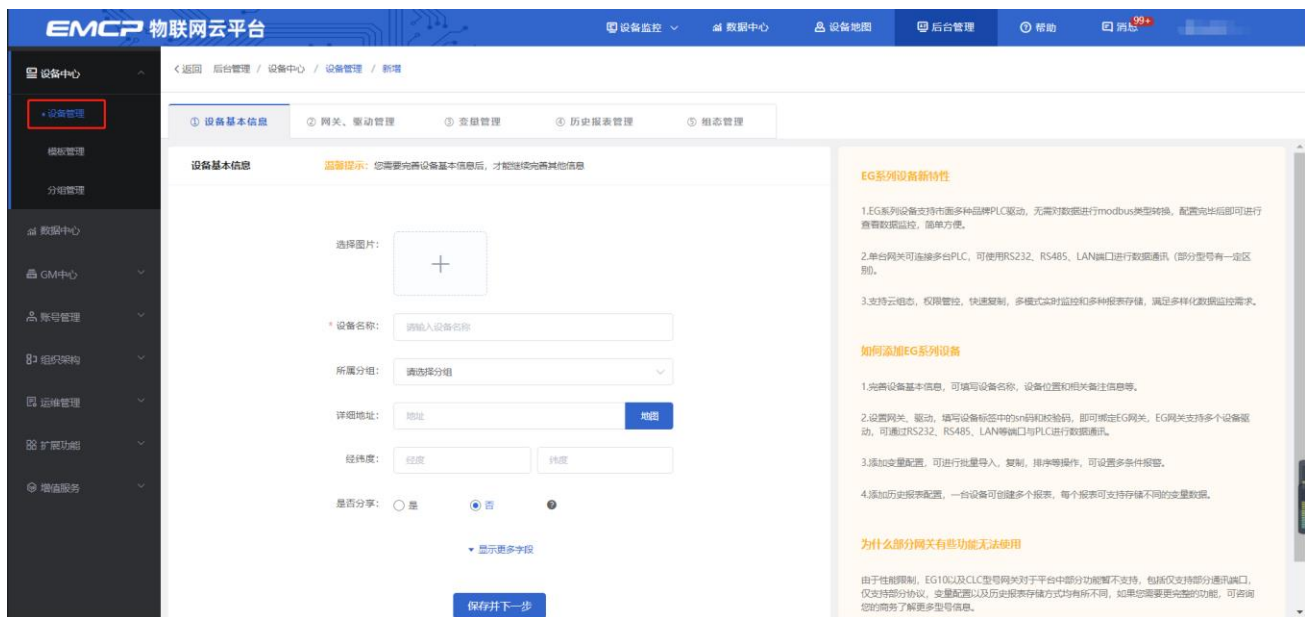 EMCP 物联网云平台
设备监控
数据中心
设备地图
后台管理
帮助
消息
99+
设备中心
设备管理
模板管理
分组管理
数据中心
GM中心
账号管理
组织架构
运维管理
扩展功能
增值服务
<返回 后台管理 / 设备中心 / 设备管理 / 新增
① 设备基本信息
② 网关、驱动管理
③ 变量管理
④ 历史报表管理
⑤ 组态管理
设备基本信息
温馨提示：您需要完善设备基本信息后，才能继续完善其他信息
选择图片：
* 设备名称：
请输入设备名称
所属分组：
请选择分组
详细地址：
地址
地图
经纬度：
经度
纬度
是否分享：
是
否
显示更多字段
保存并下一步
EG系列设备新特性
1.EG系列设备支持市面多种品牌PLC驱动，无需对数据进行modbus类型转换，配置完毕后即可进行
查看数据监控，简单方便。
2.单台网关可连接多台PLC，可使用RS232、RS485、LAN端口进行数据通讯（部分型号有一定区
别）。
3.支持云组态，权限管控，快速复制，多模式实时监控和多种报表存储，满足多样化数据监控需求。
如何添加EG系列设备
1.完善设备基本信息，可填写设备名称，设备位置和相关备注信息等。
2.设置网关、驱动，填写设备标签中的sn码和校验码，即可绑定EG网关，EG网关支持多个设备驱
动，可通过RS232、RS485、LAN等端口与PLC进行数据通讯。
3.添加变量配置，可进行批量导入，复制，排序等操作，可设置多条件报警。
4.添加历史报表配置，一台设备可创建多个报表，每个报表可支持存储不同的变量数据。
为什么部分网关有些功能无法使用
由于性能限制，EG10以及CLC型号网关对于平台中部分功能暂不支持，包括仅支持部分通讯端口，
仅支持部分协议，变量配置以及历史报表存储方式均有所不同，如果您需要更完整的功能，可咨询
您的商务了解更多型号信息。